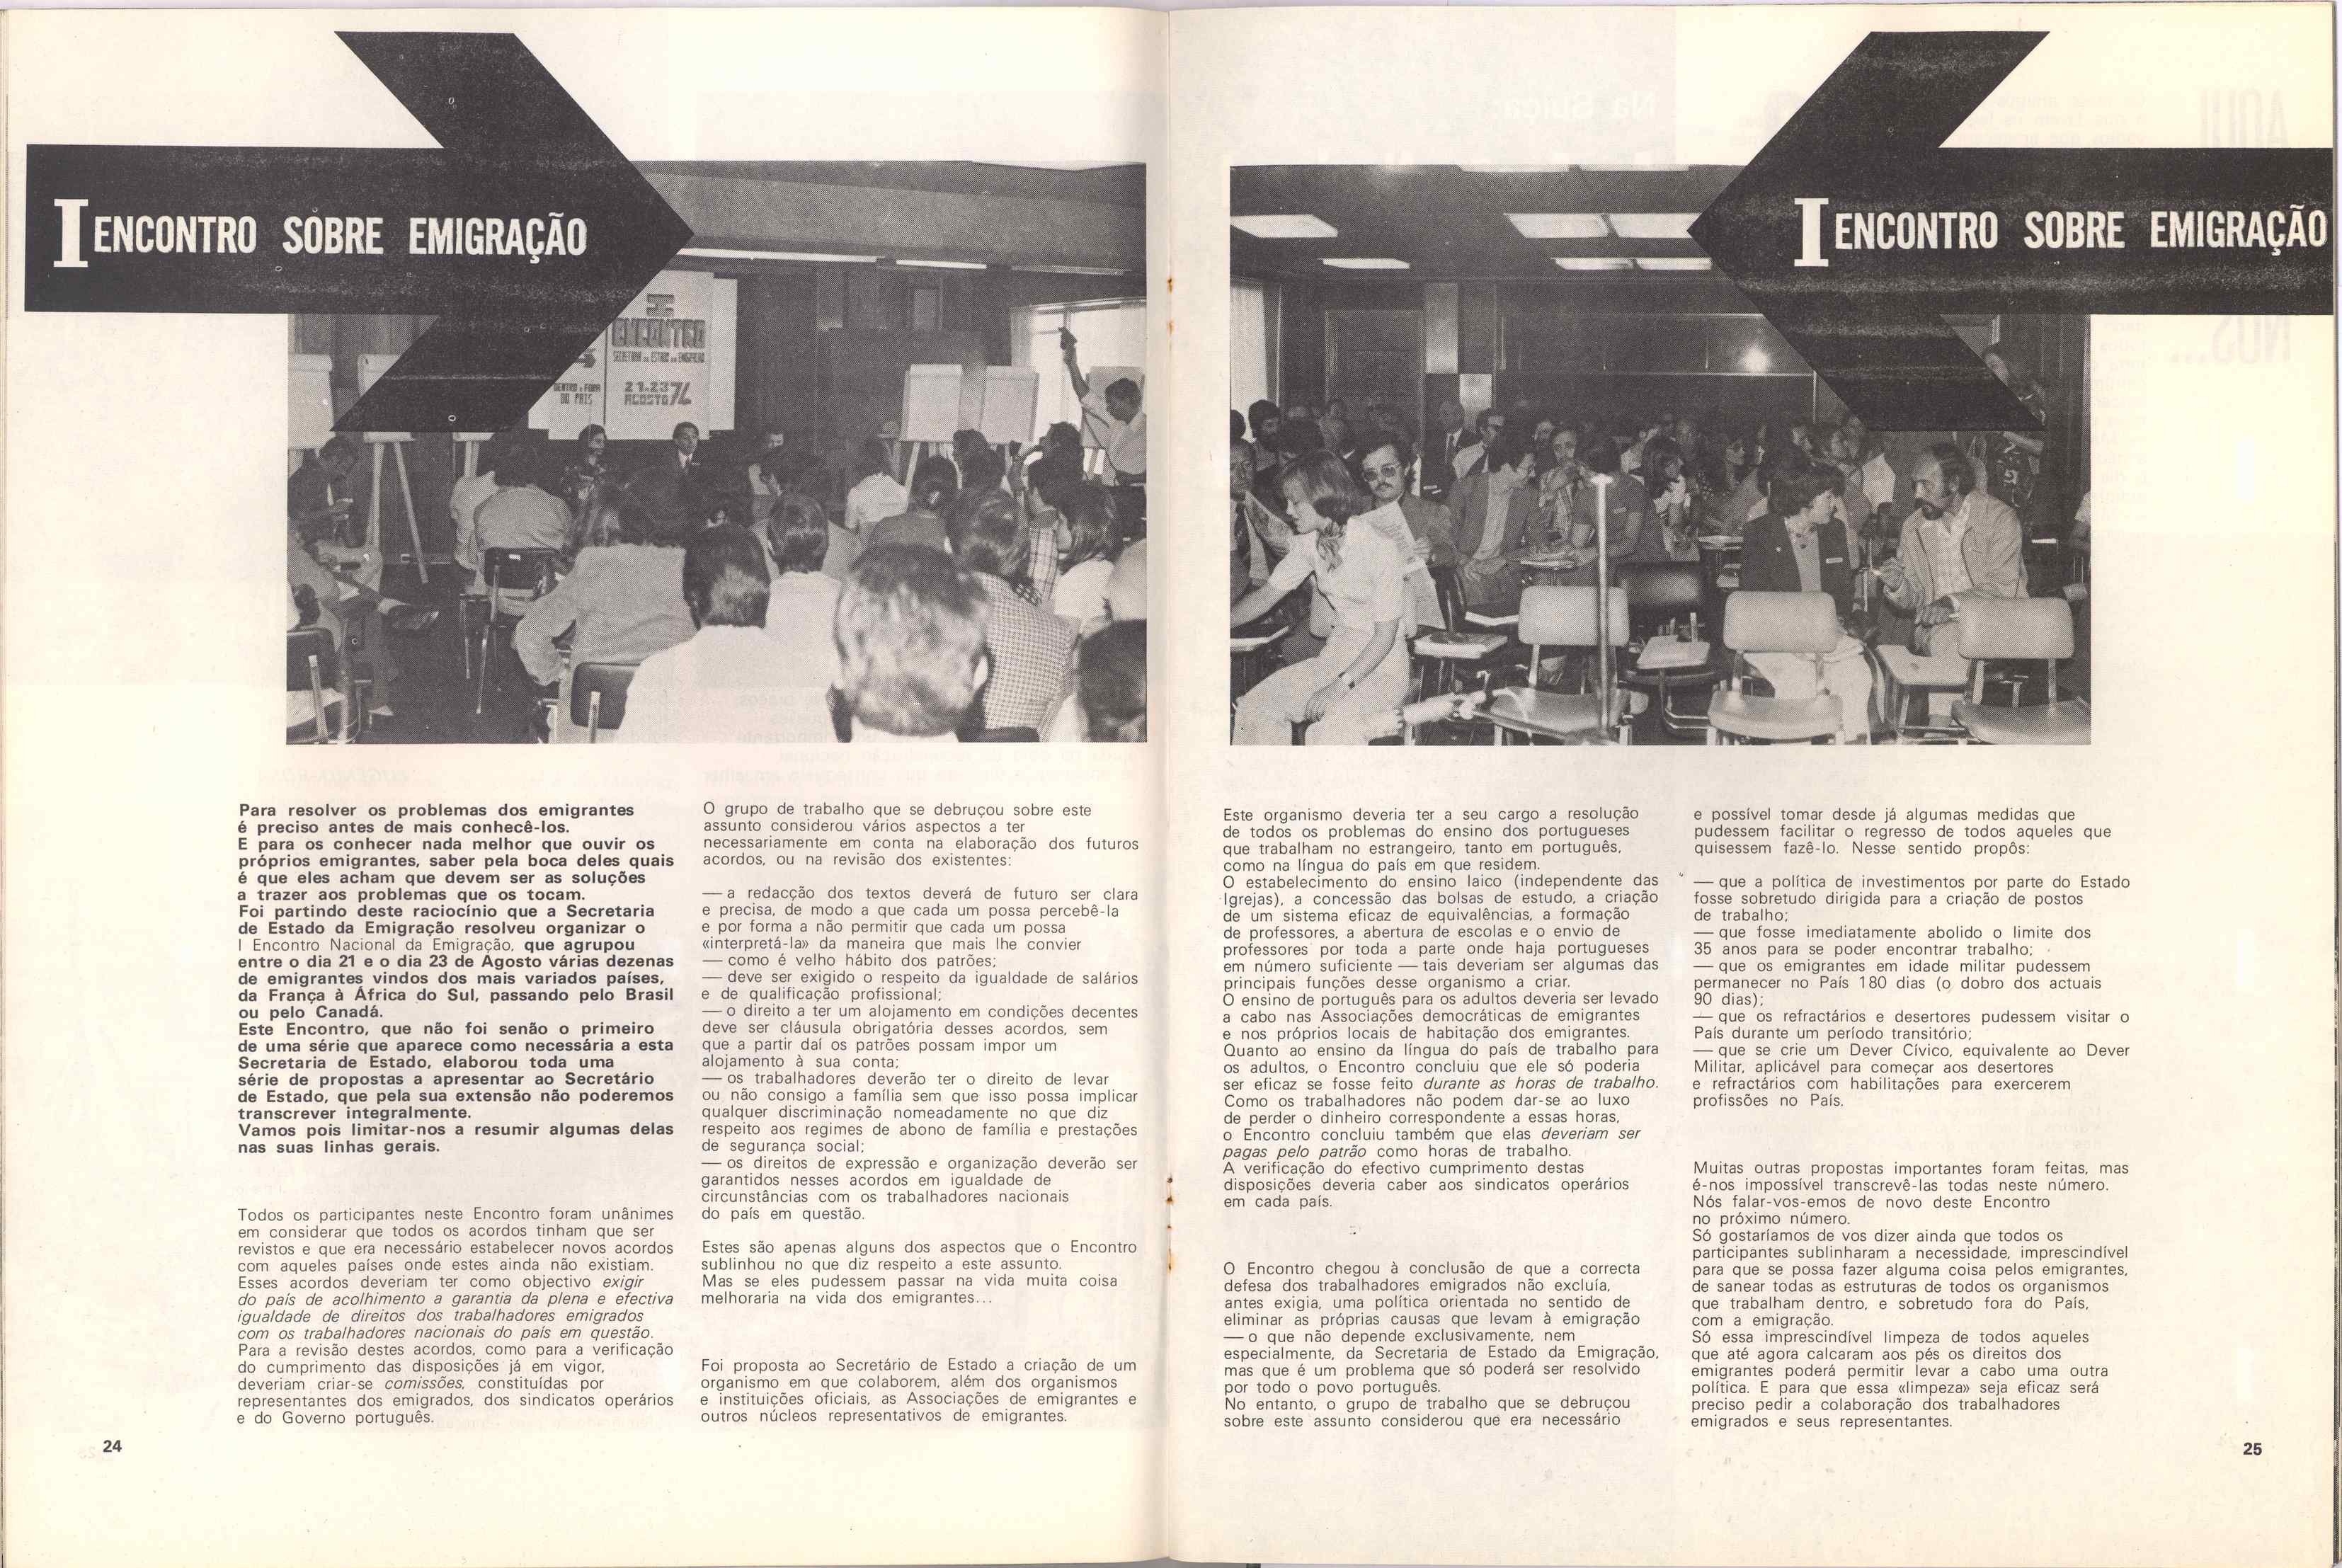 I ENCONTRO SOBRE EMIGRAÇÃO
I
ENCONTRO
SECRETARIA DE ESTADO DA EMIGRAÇÃO
DENTRO E FORA
DO PAÍS
21.23 74
AGOSTO
Para resolver os problemas dos emigrantes
é preciso antes de mais conhecê-los.
E para os conhecer nada melhor que ouvir os
próprios emigrantes, saber pela boca deles quais
é que eles acham que devem ser as soluções
a trazer aos problemas que os tocam.
Foi partindo deste raciocínio que a Secretaria
de Estado da Emigração resolveu organizar o
I Encontro Nacional da Emigração, que agrupou
entre o dia 21 e o dia 23 de Agosto várias dezenas
de emigrantes vindos dos mais variados países,
da França à África do Sul, passando pelo Brasil
ou pelo Canadá.
Este Encontro, que não foi senão o primeiro
de uma série que aparece como necessária a esta
Secretaria de Estado, elaborou toda uma
série de propostas a apresentar ao Secretário
de Estado, que pela sua extensão não poderemos
transcrever integralmente.
Vamos pois limitar-nos a resumir algumas delas
nas suas linhas gerais.
Todos os participantes neste Encontro foram unânimes
em considerar que todos os acordos tinham que ser
revistos e que era necessário estabelecer novos acordos
com aqueles países onde estes ainda não existiam.
Esses acordos deveriam ter como objectivo exigir
do país de acolhimento a garantia da plena e efectiva
igualdade de direitos dos trabalhadores emigrados
com os trabalhadores nacionais do país em questão.
Para a revisão destes acordos, como para a verificação
do cumprimento das disposições já em vigor,
deveriam criar-se comissões, constituídas por
representantes dos emigrados, dos sindicatos operários
e do Governo português.
24
O grupo de trabalho que se debruçou sobre este
assunto considerou vários aspectos a ter
necessariamente em conta na elaboração dos futuros
acordos, ou na revisão dos existentes:
— a redacção dos textos deverá de futuro ser clara
e precisa, de modo a que cada um possa percebê-la
e por forma a não permitir que cada um possa
«interpretá-la» da maneira que mais lhe convier
— como é velho hábito dos patrões;
— deve ser exigido o respeito da igualdade de salários
e de qualificação profissional;
— o direito a ter um alojamento em condições decentes
deve ser cláusula obrigatória desses acordos, sem
que a partir daí os patrões possam impor um
alojamento à sua conta;
— os trabalhadores deverão ter o direito de levar
ou não consigo a família sem que isso possa implicar
qualquer discriminação nomeadamente no que diz
respeito aos regimes de abono de família e prestações
de segurança social;
— os direitos de expressão e organização deverão ser
garantidos nesses acordos em igualdade de
circunstâncias com os trabalhadores nacionais
do país em questão.
Estes são apenas alguns dos aspectos que o Encontro
sublinhou no que diz respeito a este assunto.
Mas se eles pudessem passar na vida muita coisa
melhoraria na vida dos emigrantes...
Foi proposta ao Secretário de Estado a criação de um
organismo em que colaborem, além dos organismos
e instituições oficiais, as Associações de emigrantes e
outros núcleos representativos de emigrantes.
I ENCONTRO SOBRE EMIGRAÇÃO
Este organismo deveria ter a seu cargo a resolução
de todos os problemas do ensino dos portugueses
que trabalham no estrangeiro, tanto em português,
como na língua do país em que residem.
O estabelecimento do ensino laico (independente das
Igrejas), a concessão das bolsas de estudo, a criação
de um sistema eficaz de equivalências, a formação
de professores, a abertura de escolas e o envio de
professores por toda a parte onde haja portugueses
em número suficiente — tais deveriam ser algumas das
principais funções desse organismo a criar.
O ensino de português para os adultos deveria ser levado
a cabo nas Associações democráticas de emigrantes
e nos próprios locais de habitação dos emigrantes.
Quanto ao ensino da língua do país de trabalho para
os adultos, o Encontro concluiu que ele só poderia
ser eficaz se fosse feito durante as horas de trabalho.
Como os trabalhadores não podem dar-se ao luxo
de perder o dinheiro correspondente a essas horas,
o Encontro concluiu também que elas deveriam ser
pagas pelo patrão como horas de trabalho.
A verificação do efectivo cumprimento destas
disposições deveria caber aos sindicatos operários
em cada país.
O Encontro chegou à conclusão de que a correcta
defesa dos trabalhadores emigrados não excluía,
antes exigia, uma política orientada no sentido de
eliminar as próprias causas que levam à emigração
— o que não depende exclusivamente, nem
especialmente, da Secretaria de Estado da Emigração,
mas que é um problema que só poderá ser resolvido
por todo o povo português.
No entanto, o grupo de trabalho que se debruçou
sobre este assunto considerou que era necessário
e possível tomar desde já algumas medidas que
pudessem facilitar o regresso de todos aqueles que
quisessem fazê-lo. Nesse sentido propôs:
— que a política de investimentos por parte do Estado
fosse sobretudo dirigida para a criação de postos
de trabalho;
— que fosse imediatamente abolido o limite dos
35 anos para se poder encontrar trabalho;
— que os emigrantes em idade militar pudessem
permanecer no País 180 dias (o dobro dos actuais
90 dias);
— que os refractários e desertores pudessem visitar o
País durante um período transitório;
— que se crie um Dever Cívico, equivalente ao Dever
Militar, aplicável para começar aos desertores
e refractários com habilitações para exercerem
profissões no País.
Muitas outras propostas importantes foram feitas, mas
é-nos impossível transcrevê-las todas neste número.
Nós falar-vos-emos de novo deste Encontro
no próximo número.
Só gostaríamos de vos dizer ainda que todos os
participantes sublinharam a necessidade, imprescindível
para que se possa fazer alguma coisa pelos emigrantes,
de sanear todas as estruturas de todos os organismos
que trabalham dentro, e sobretudo fora do País,
com a emigração.
Só essa imprescindível limpeza de todos aqueles
que até agora calcaram aos pés os direitos dos
emigrantes poderá permitir levar a cabo uma outra
política. E para que essa «limpeza» seja eficaz será
preciso pedir a colaboração dos trabalhadores
emigrados e seus representantes.
25